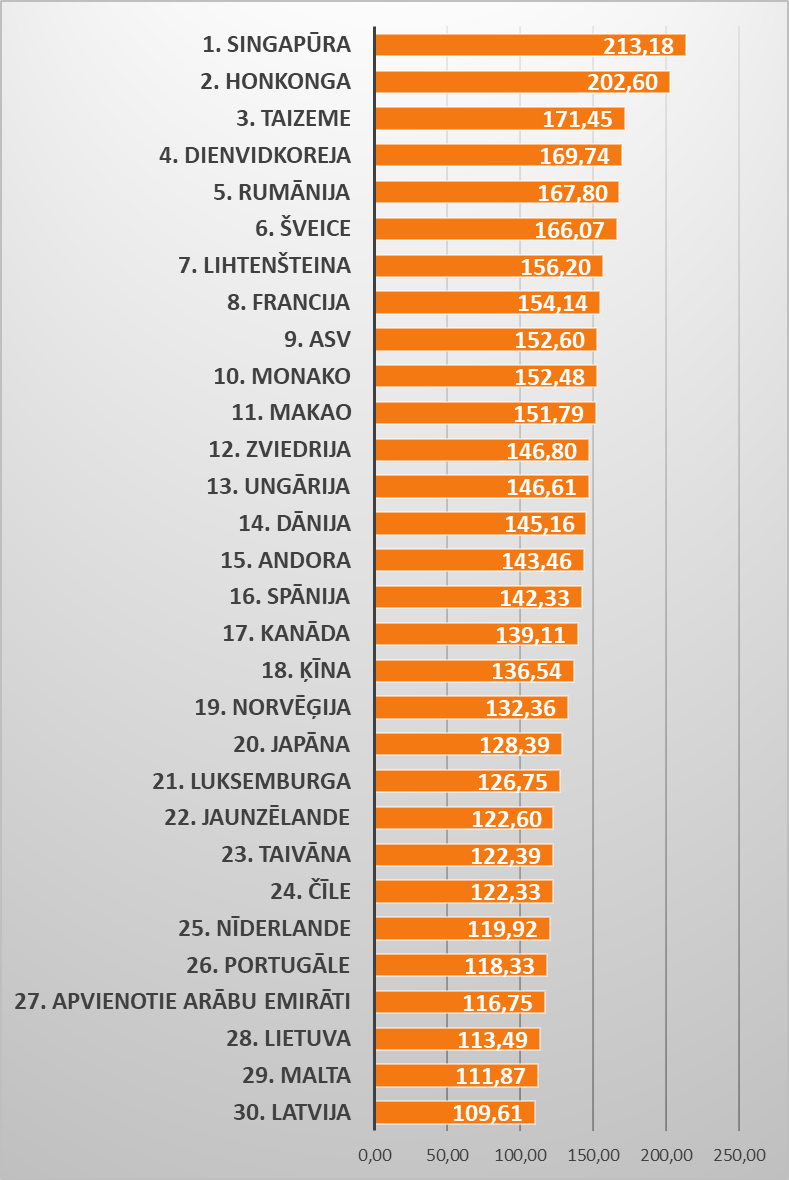 1. SINGAPŪRA 213,18
2. HONKONGA 202,60
3. TAIZEME 171,45
4. DIENVIDKOREJA 169,74
5. RUMĀNIJA 167,80
6. ŠVEICE 166,07
7. LIHTENŠTEINA 156,20
8. FRANCIJA 154,14
9. ASV 152,60
10. MONAKO 152,48
11. MAKAO 151,79
12. ZVIEDRIJA 146,80
13. UNGĀRIJA 146,61
14. DĀNIJA 145,16
15. ANDORA 143,46
16. SPĀNIJA 142,33
17. KANĀDA 139,11
18. ĶĪNA 136,54
19. NORVĒĢIJA 132,36
20. JAPĀNA 128,39
21. LUKSEMBURGA 126,75
22. JAUNZĒLANDE 122,60
23. TAIVĀNA 122,39
24. ČĪLE 122,33
25. NĪDERLANDE 119,92
26. PORTUGĀLE 118,33
27. APVIENOTIE ARĀBU EMIRĀTI 116,75
28. LIETUVA 113,49
29. MALTA 111,87
30. LATVIJA 109,61
0,00 50,00 100,00 150,00 200,00 250,00